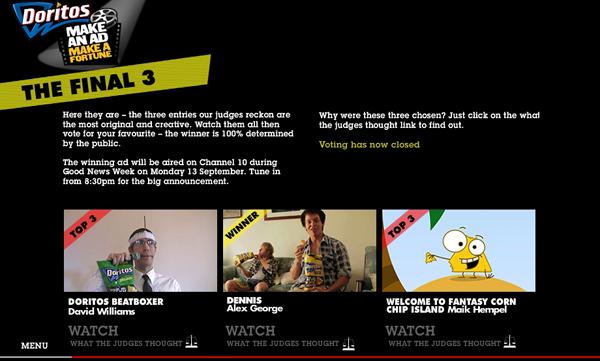 Doritos
MAKE
AN AD
MAKE A
FORTUNE
THE FINAL 3
Here they are – the three entries our judges reckon are
the most original and creative. Watch them all then
vote for your favourite – the winner is 100% determined
by the public.
The winning ad will be aired on Channel 10 during
Good News Week on Monday 13 September. Tune in
from 8:30pm for the big announcement.
Why were these three chosen? Just click on the what
the judges thought link to find out.
Voting has now closed
TOP 3
Doritos
DORITOS BEATBOXER
David Williams
WATCH
WHAT THE JUDGES THOUGHT
WINNER
DENNIS
Alex George
WATCH
WHAT THE JUDGES THOUGHT
TOP 3
WELCOME TO FANTASY CORN
CHIP ISLAND Maik Hempel
WATCH
WHAT THE JUDGES THOUGHT
MENU